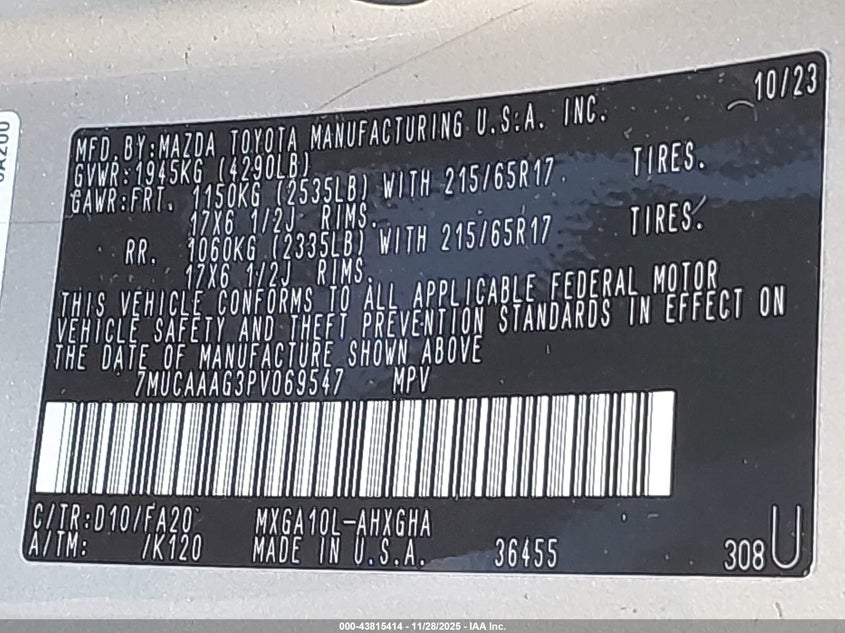 10/23
MFD. BY: MAZDA TOYOTA MANUFACTURING U.S.A. INC.
GVWR: 1945KG (4290LB)
GAWR: FRT. 1150KG (2535LB) WITH 215/65R17 TIRES.
17X6 1/2J RIMS.
RR. 1060KG (2335LB) WITH 215/65R17 TIRES.
17X6 1/2J RIMS.
THIS VEHICLE CONFORMS TO ALL APPLICABLE FEDERAL MOTOR
VEHICLE SAFETY AND THEFT PREVENTION STANDARDS IN EFFECT ON
THE DATE OF MANUFACTURE SHOWN ABOVE
7MUCAAAG3PV069547 MPV
C/TR: D10/FA20 MXGA10L-AHXGHA
A/TM: /K120 MADE IN U.S.A. 36455 308 U
000-43815414 - 11/28/2025 - IAA Inc.